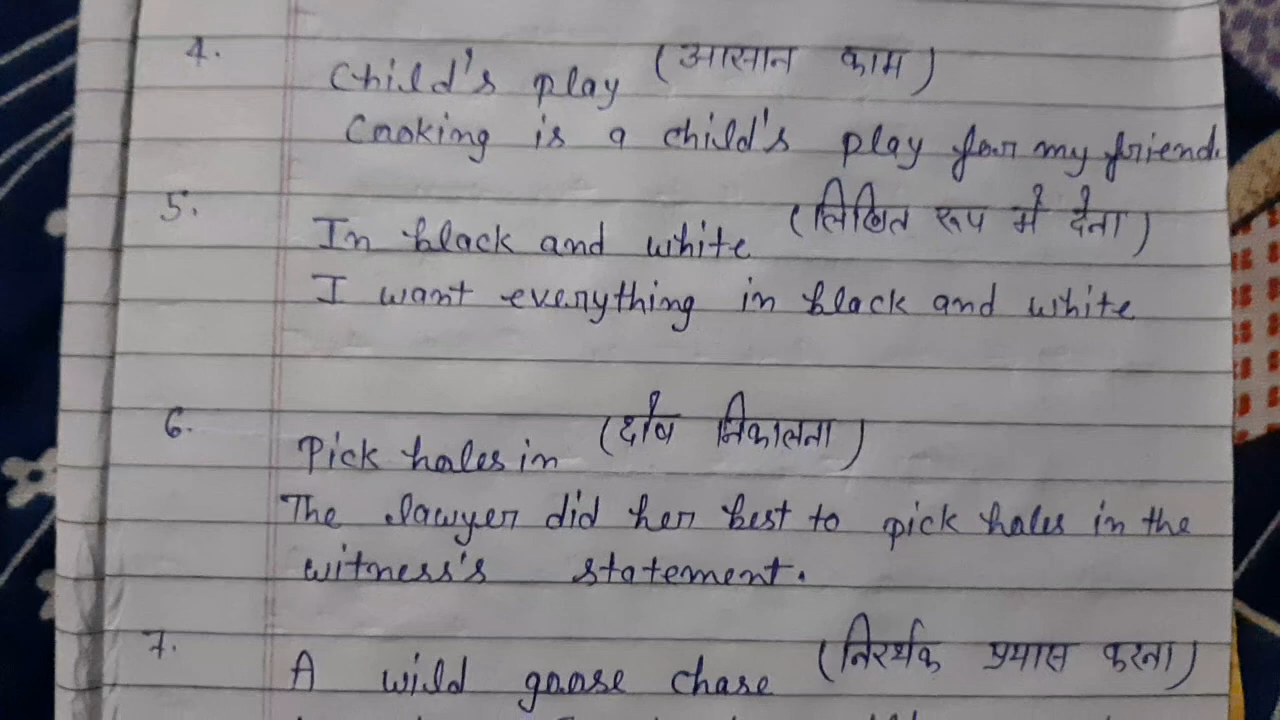 4. Child's play (आसान काम)
Cooking is a child's play for my friend.
5. In black and white (लिखित रूप में देना)
I want everything in black and white
6. Pick holes in (दोष निकालना)
The lawyer did her best to pick holes in the
witness's statement.
7. A wild goose chase (निरर्थक प्रयास करना)